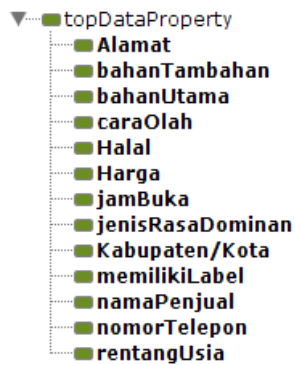 topDataProperty
Alamat
bahanTambahan
bahanUtama
caraOlah
Halal
Harga
jamBuka
jenisRasaDominan
Kabupaten/Kota
memilikiLabel
namaPenjual
nomorTelepon
rentangUsia